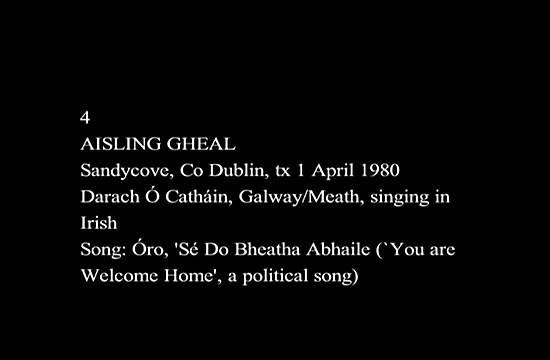 4
AISLING GHEAL
Sandycove, Co Dublin, tx 1 April 1980
Darach Ó Catháin, Galway/Meath, singing in
Irish
Song: Óro, 'Sé Do Bheatha Abhaile (`You are
Welcome Home', a political song)